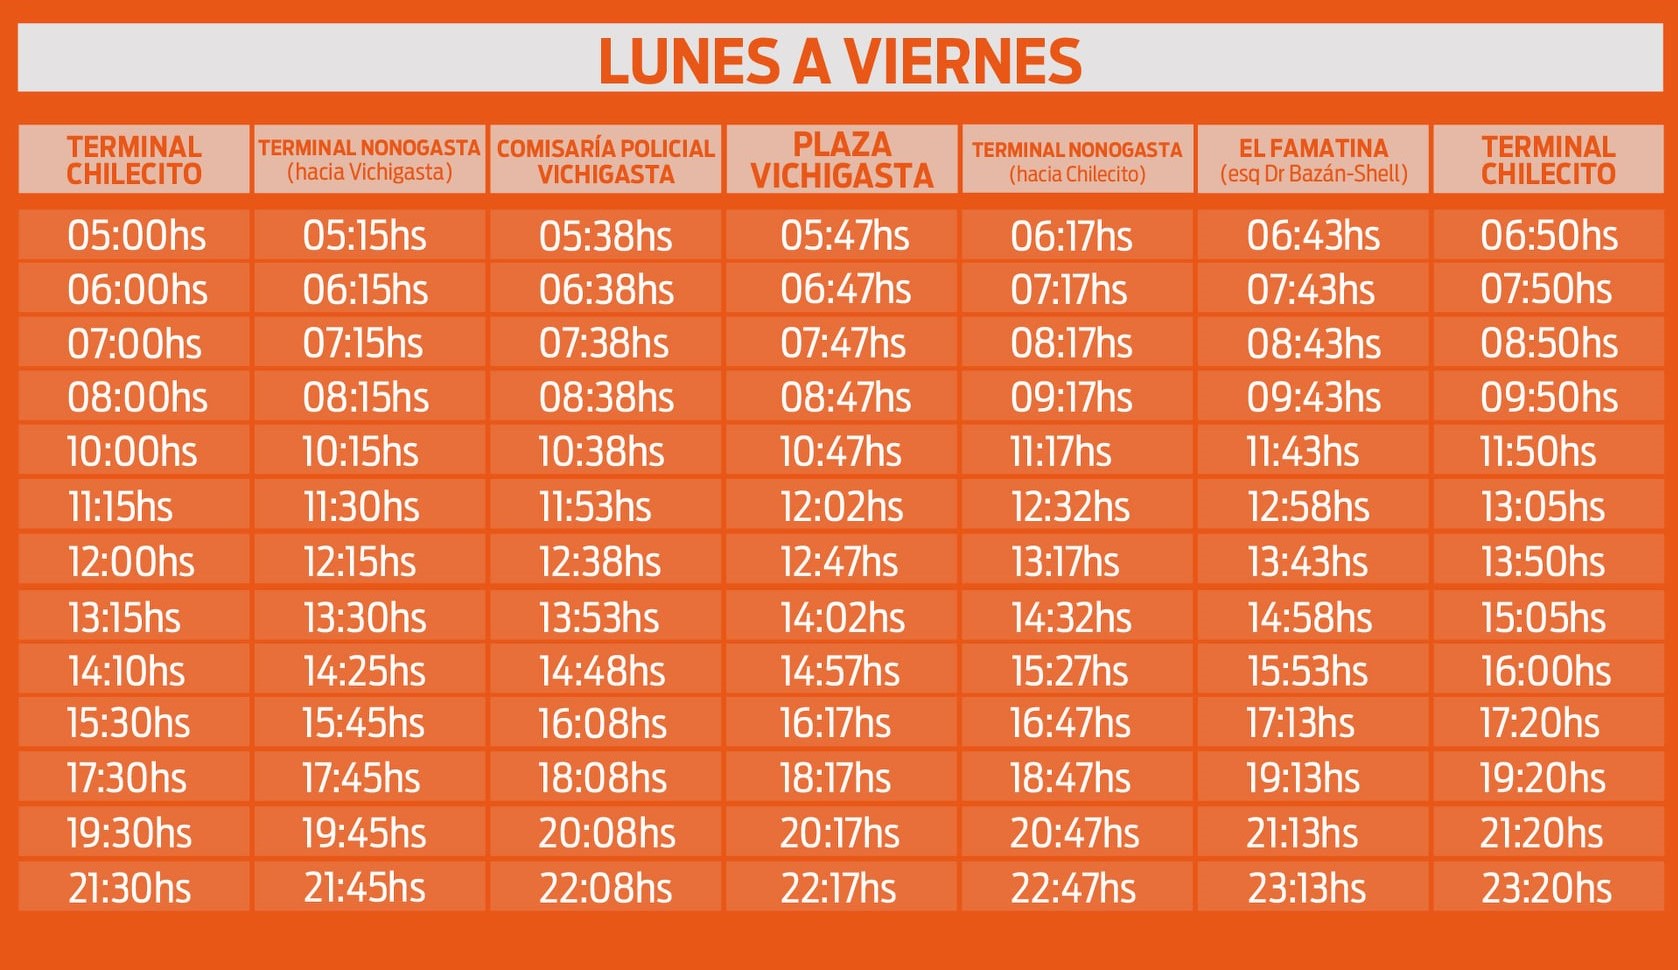 LUNES A VIERNES
TERMINAL CHILECITO
TERMINAL NONOGASTA (hacia Vichigasta)
COMISARÍA POLICIAL VICHIGASTA
PLAZA VICHIGASTA
TERMINAL NONOGASTA (hacia Chilecito)
EL FAMATINA (esq Dr Bazán-Shell)
TERMINAL CHILECITO
05:00hs 05:15hs 05:38hs 05:47hs 06:17hs 06:43hs 06:50hs
06:00hs 06:15hs 06:38hs 06:47hs 07:17hs 07:43hs 07:50hs
07:00hs 07:15hs 07:38hs 07:47hs 08:17hs 08:43hs 08:50hs
08:00hs 08:15hs 08:38hs 08:47hs 09:17hs 09:43hs 09:50hs
10:00hs 10:15hs 10:38hs 10:47hs 11:17hs 11:43hs 11:50hs
11:15hs 11:30hs 11:53hs 12:02hs 12:32hs 12:58hs 13:05hs
12:00hs 12:15hs 12:38hs 12:47hs 13:17hs 13:43hs 13:50hs
13:15hs 13:30hs 13:53hs 14:02hs 14:32hs 14:58hs 15:05hs
14:10hs 14:25hs 14:48hs 14:57hs 15:27hs 15:53hs 16:00hs
15:30hs 15:45hs 16:08hs 16:17hs 16:47hs 17:13hs 17:20hs
17:30hs 17:45hs 18:08hs 18:17hs 18:47hs 19:13hs 19:20hs
19:30hs 19:45hs 20:08hs 20:17hs 20:47hs 21:13hs 21:20hs
21:30hs 21:45hs 22:08hs 22:17hs 22:47hs 23:13hs 23:20hs